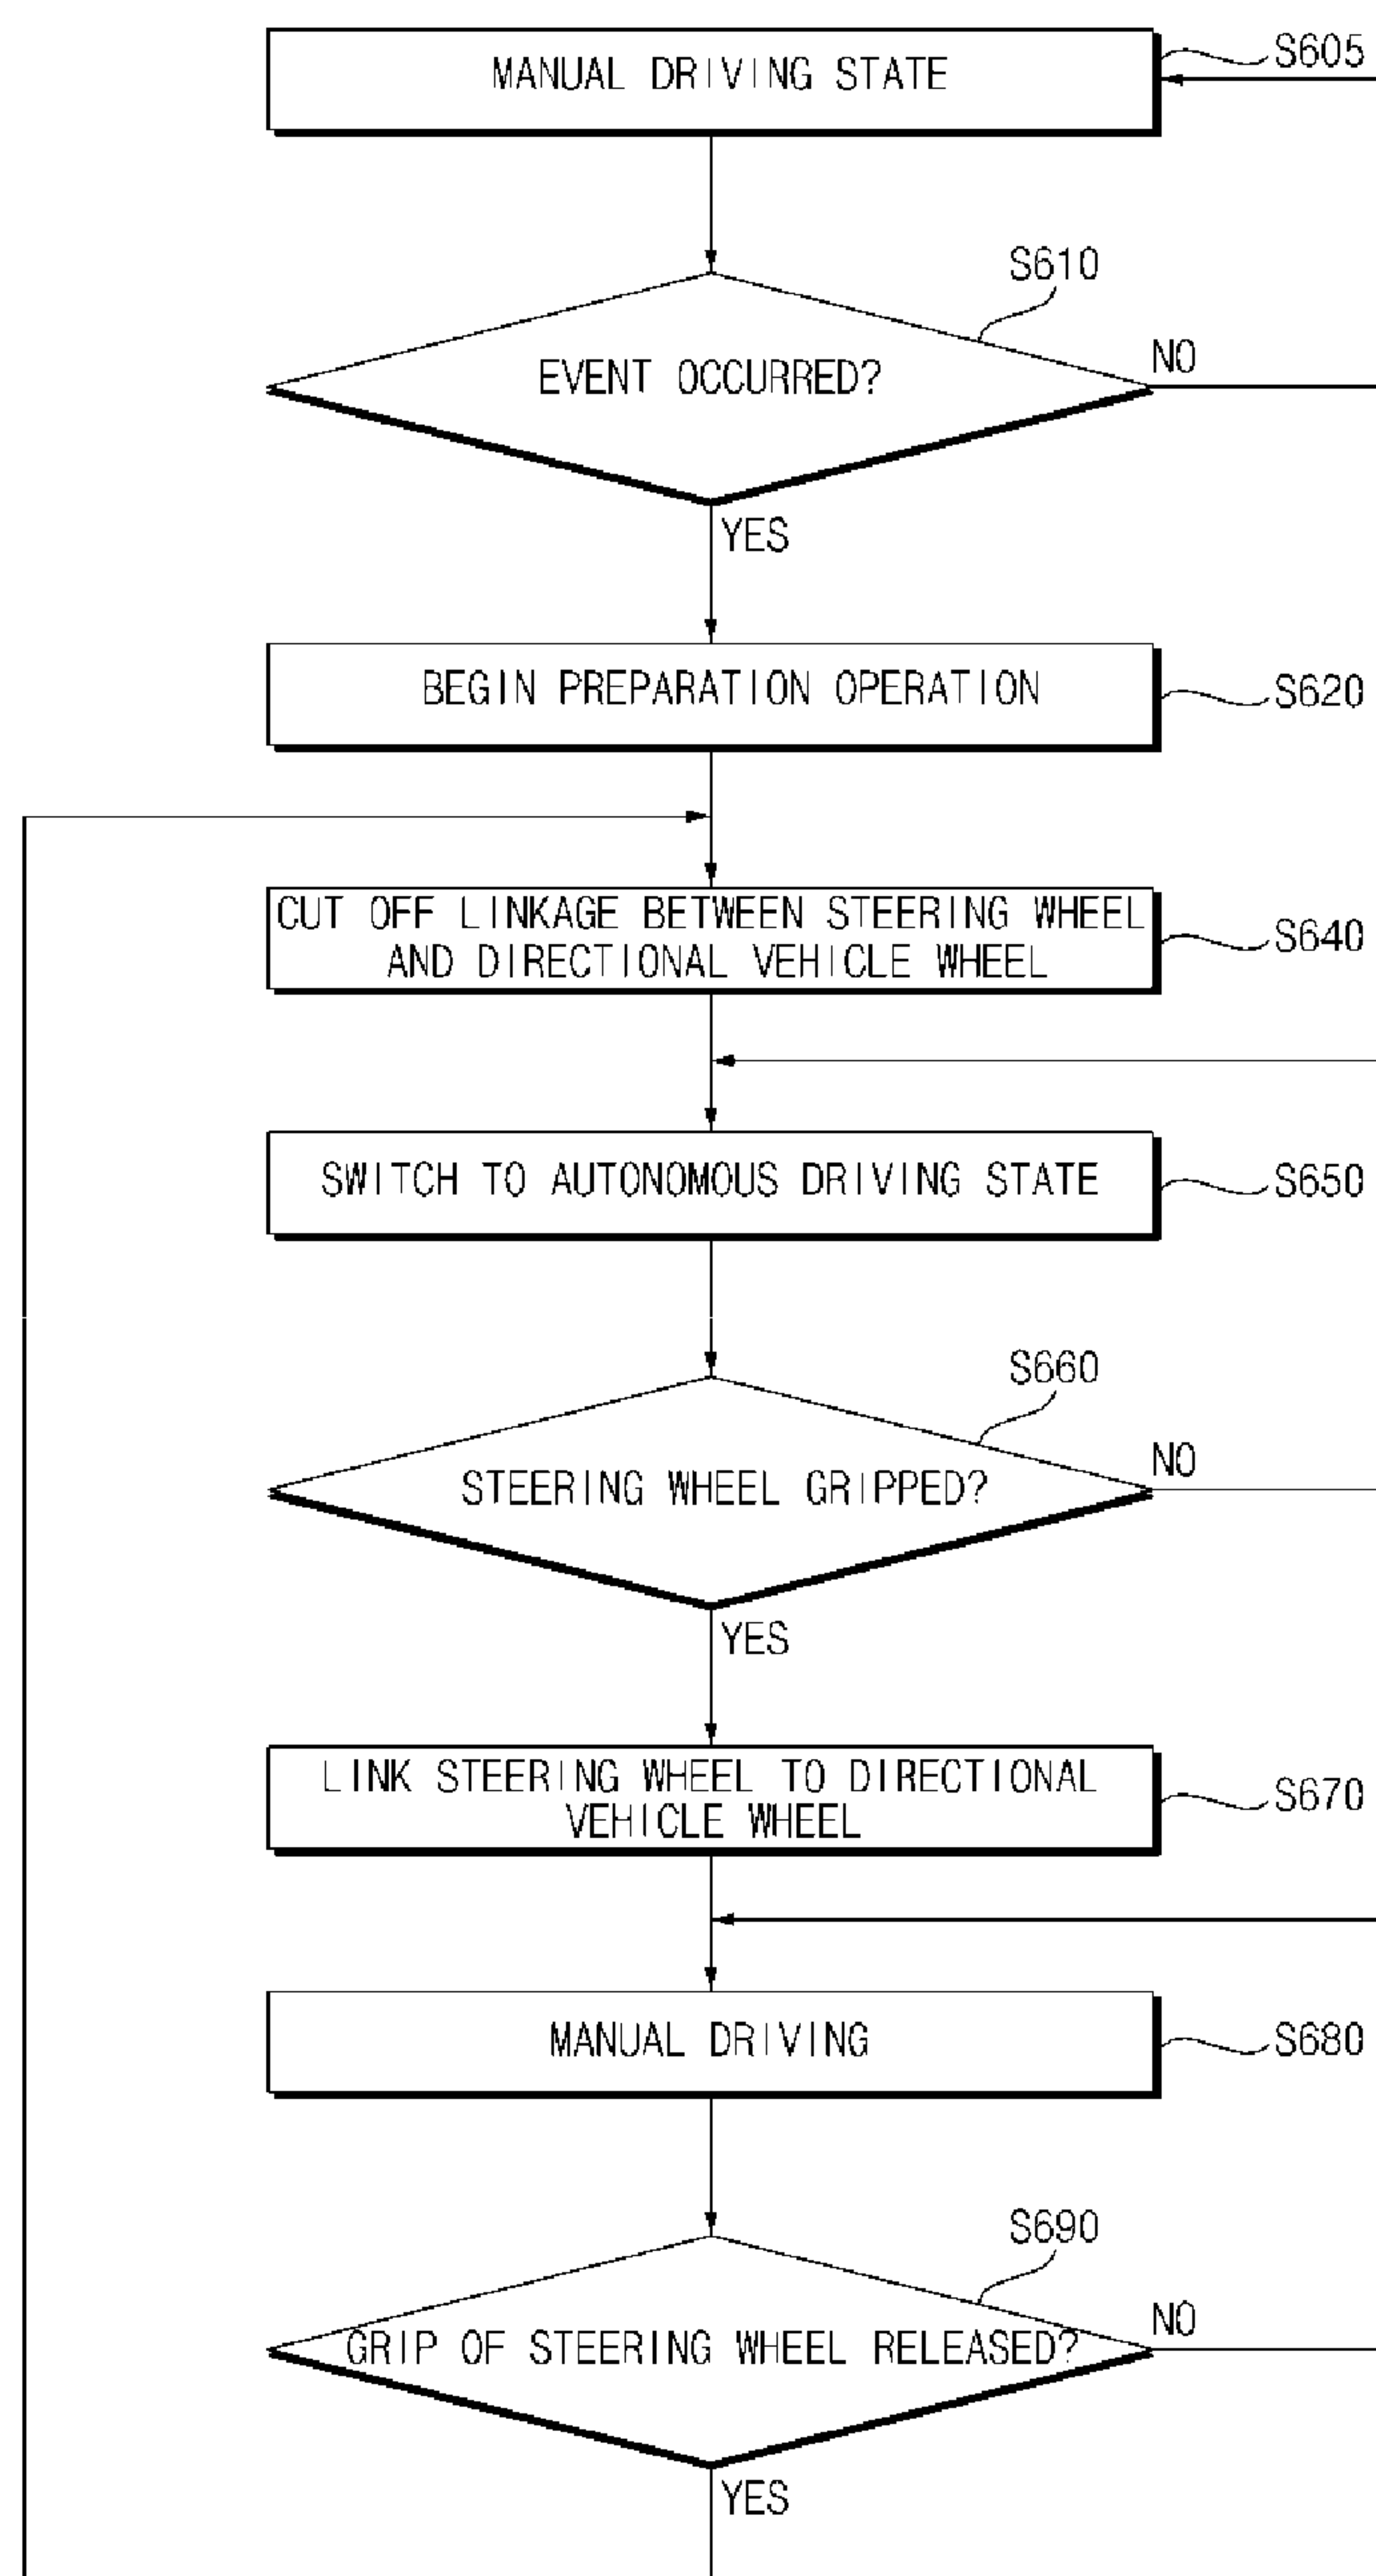 MANUAL DRIVING STATE
S605
S610
EVENT OCCURRED?
NO
YES
BEGIN PREPARATION OPERATION
S620
CUT OFF LINKAGE BETWEEN STEERING WHEEL
AND DIRECTIONAL VEHICLE WHEEL
S640
SWITCH TO AUTONOMOUS DRIVING STATE
S650
S660
STEERING WHEEL GRIPPED?
NO
YES
LINK STEERING WHEEL TO DIRECTIONAL
VEHICLE WHEEL
S670
MANUAL DRIVING
S680
S690
GRIP OF STEERING WHEEL RELEASED?
NO
YES